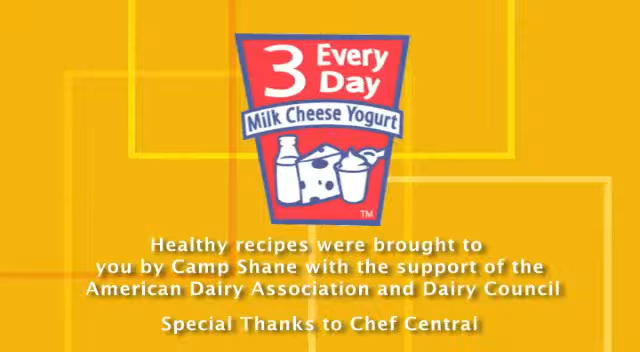 3 Every
Day
Milk Cheese Yogurt
TM
Healthy recipes were brought to
you by Camp Shane with the support of the
American Dairy Association and Dairy Council
Special Thanks to Chef Central